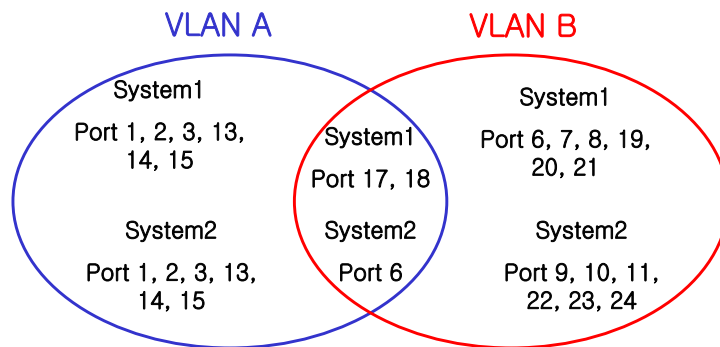 VLAN A
VLAN B
System1
Port 1, 2, 3, 13,
14, 15
System2
Port 1, 2, 3, 13,
14, 15
System1
Port 17, 18
System2
Port 6
System1
Port 6, 7, 8, 19,
20, 21
System2
Port 9, 10, 11,
22, 23, 24